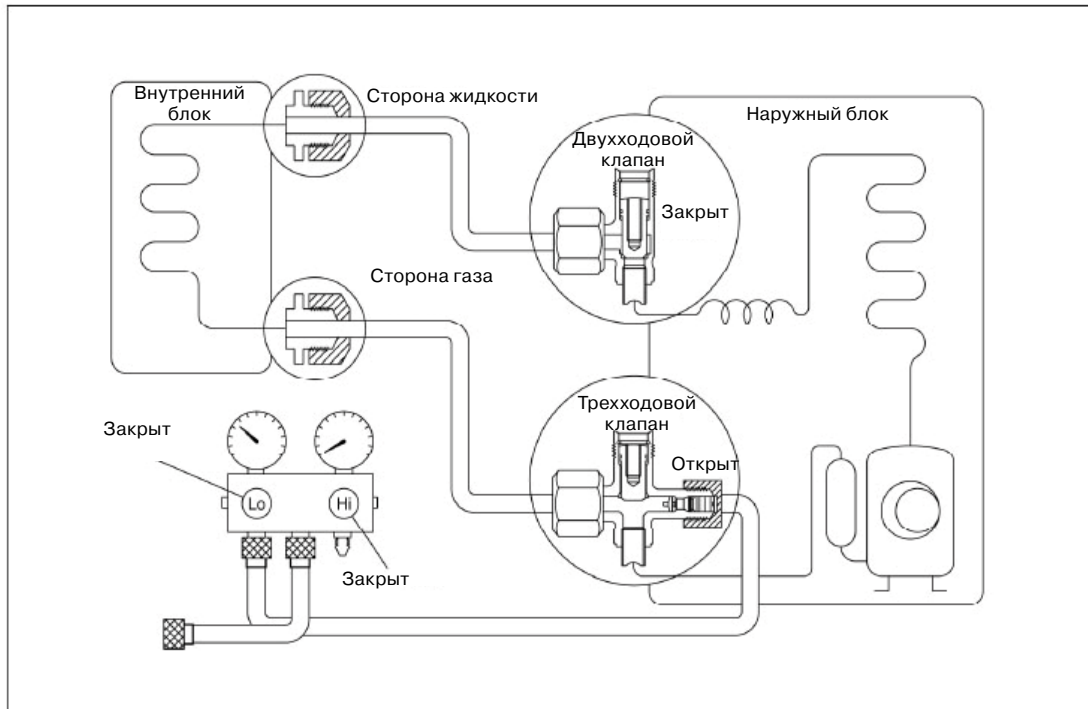 Внутренний
блок
Сторона жидкости
Двухходовой
клапан
Закрыт
Наружный блок
Сторона газа
Трехходовой
клапан
Открыт
Закрыт
Lo
Hi
Закрыт